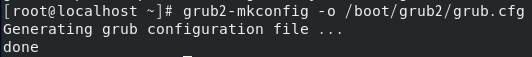 [root@localhost ~]# grub2-mkconfig -o /boot/grub2/grub.cfg
Generating grub configuration file ...
done